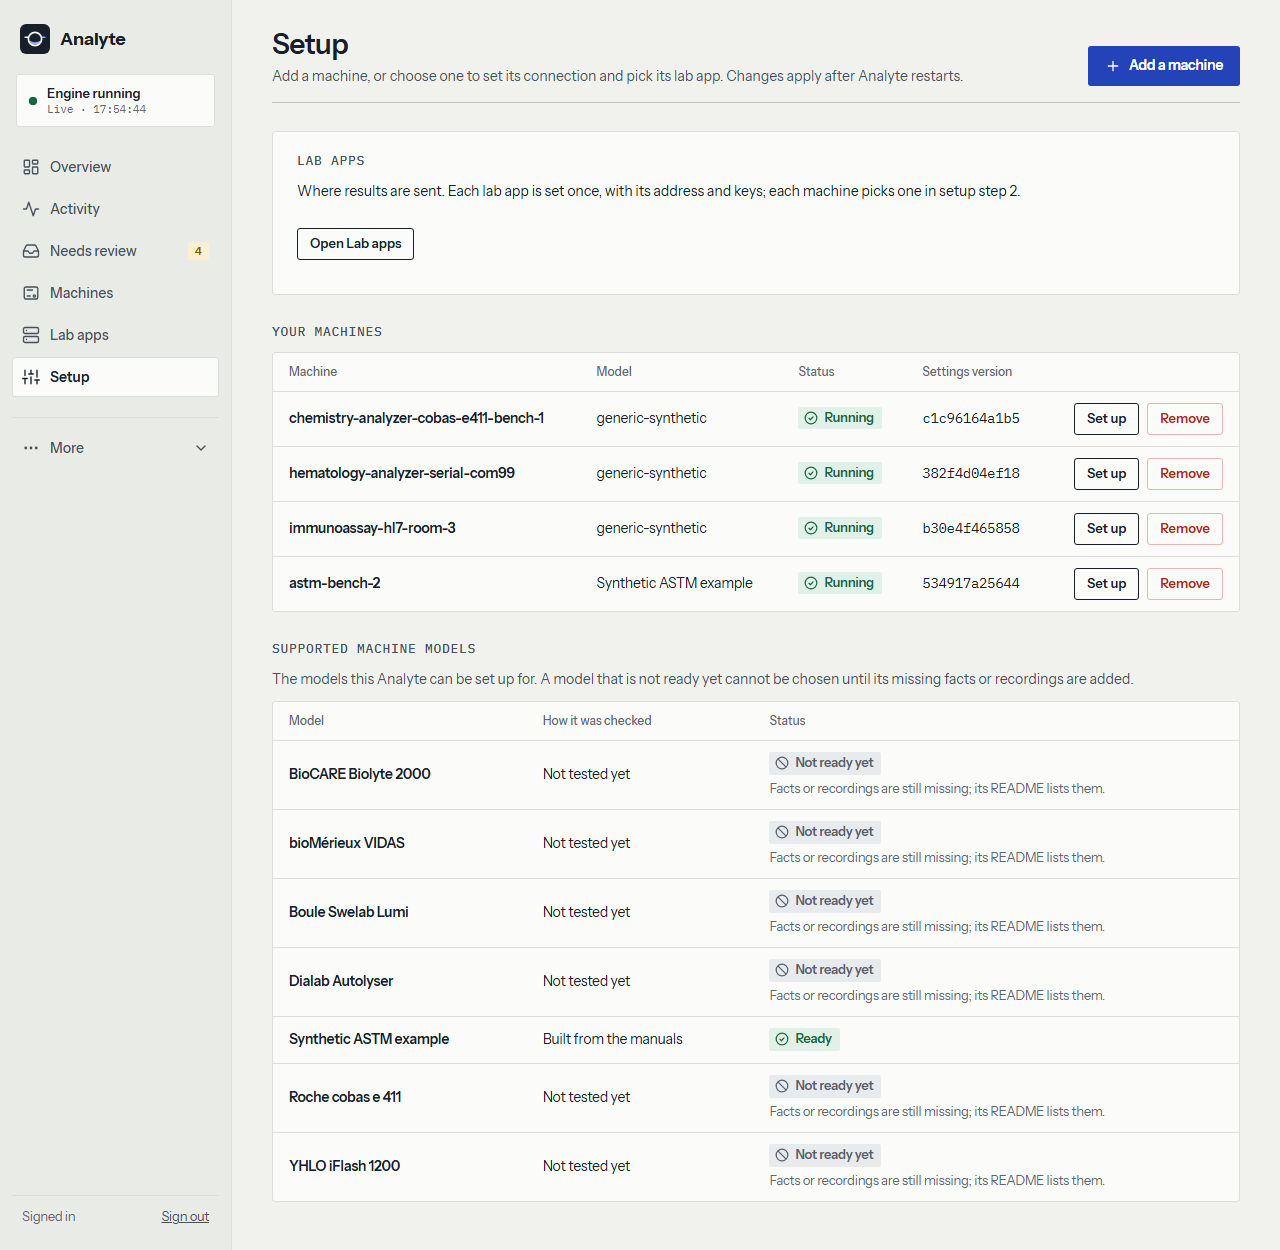 Analyte
Engine running
Live · 17:54:44
Overview
Activity
Needs review 4
Machines
Lab apps
Setup
More
Signed in Sign out
Setup
Add a machine, or choose one to set its connection and pick its lab app. Changes apply after Analyte restarts.
Add a machine
LAB APPS
Where results are sent. Each lab app is set once, with its address and keys; each machine picks one in setup step 2.
Open Lab apps
YOUR MACHINES
Machine Model Status Settings version
chemistry-analyzer-cobas-e411-bench-1 generic-synthetic Running c1c96164a1b5 Set up Remove
hematology-analyzer-serial-com99 generic-synthetic Running 382f4d04ef18 Set up Remove
immunoassay-hl7-room-3 generic-synthetic Running b30e4f465858 Set up Remove
astm-bench-2 Synthetic ASTM example Running 534917a25644 Set up Remove
SUPPORTED MACHINE MODELS
The models this Analyte can be set up for. A model that is not ready yet cannot be chosen until its missing facts or recordings are added.
Model How it was checked Status
BioCARE Biolyte 2000 Not tested yet Not ready yet
Facts or recordings are still missing; its README lists them.
bioMérieux VIDAS Not tested yet Not ready yet
Facts or recordings are still missing; its README lists them.
Boule Swelab Lumi Not tested yet Not ready yet
Facts or recordings are still missing; its README lists them.
Dialab Autolyser Not tested yet Not ready yet
Facts or recordings are still missing; its README lists them.
Synthetic ASTM example Built from the manuals Ready
Roche cobas e 411 Not tested yet Not ready yet
Facts or recordings are still missing; its README lists them.
YHLO iFlash 1200 Not tested yet Not ready yet
Facts or recordings are still missing; its README lists them.